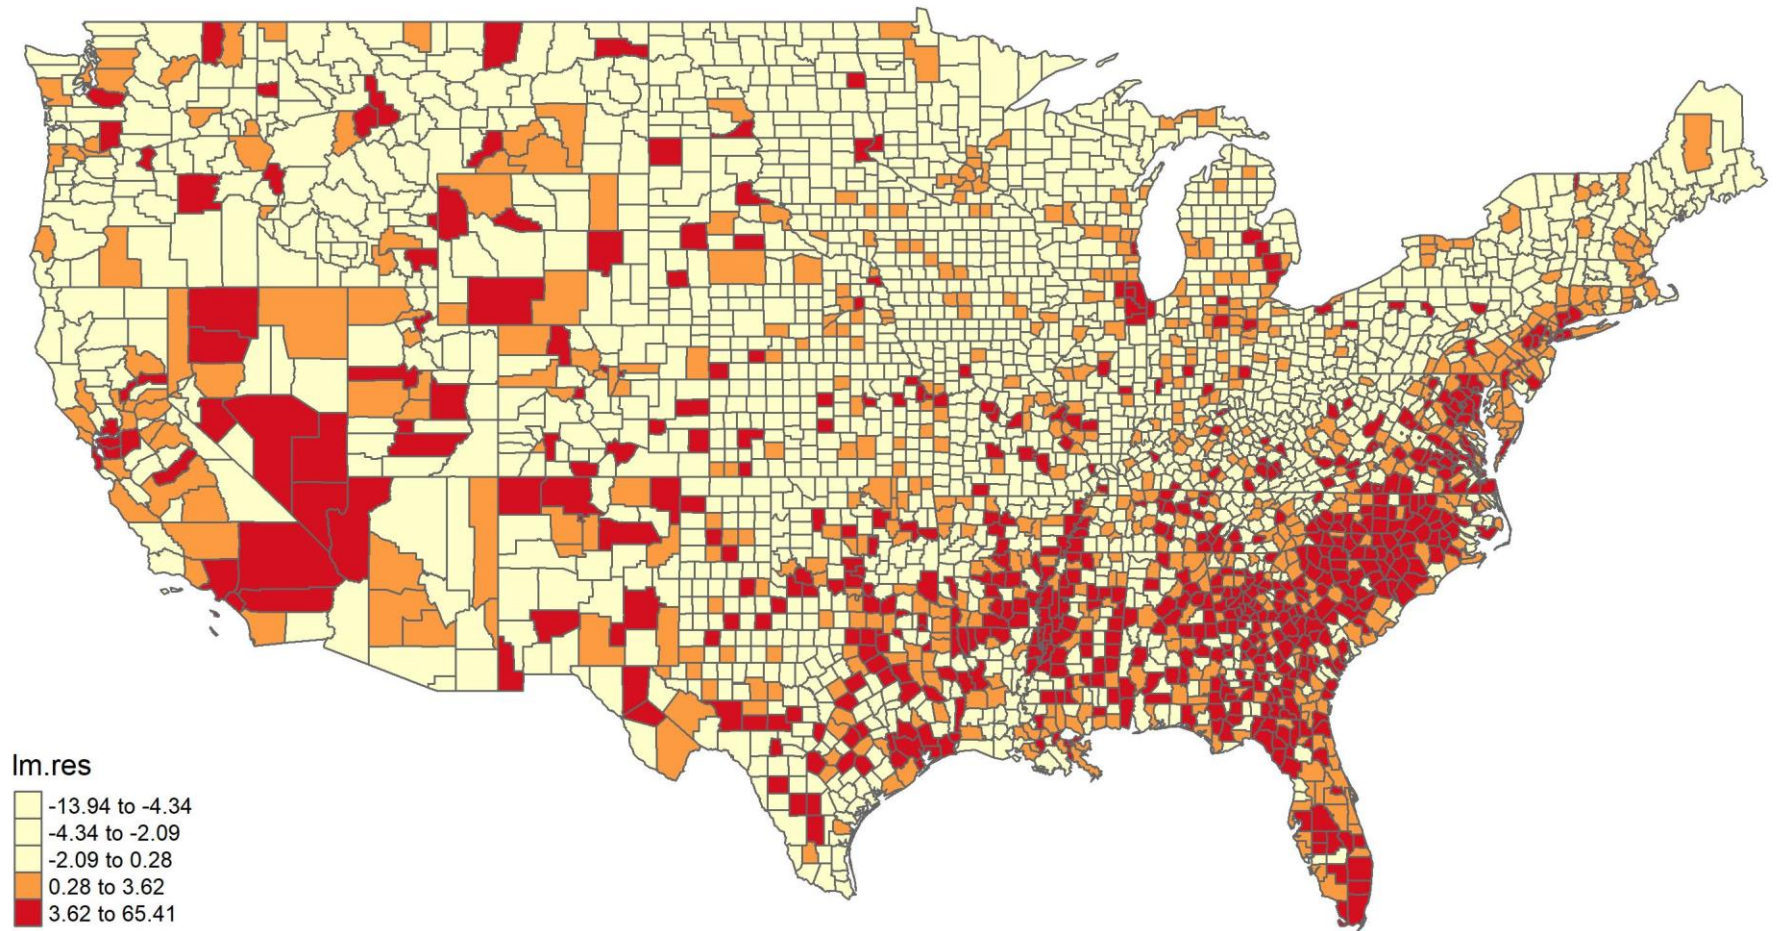 lm.res
-13.94 to -4.34
-4.34 to -2.09
-2.09 to 0.28
0.28 to 3.62
3.62 to 65.41